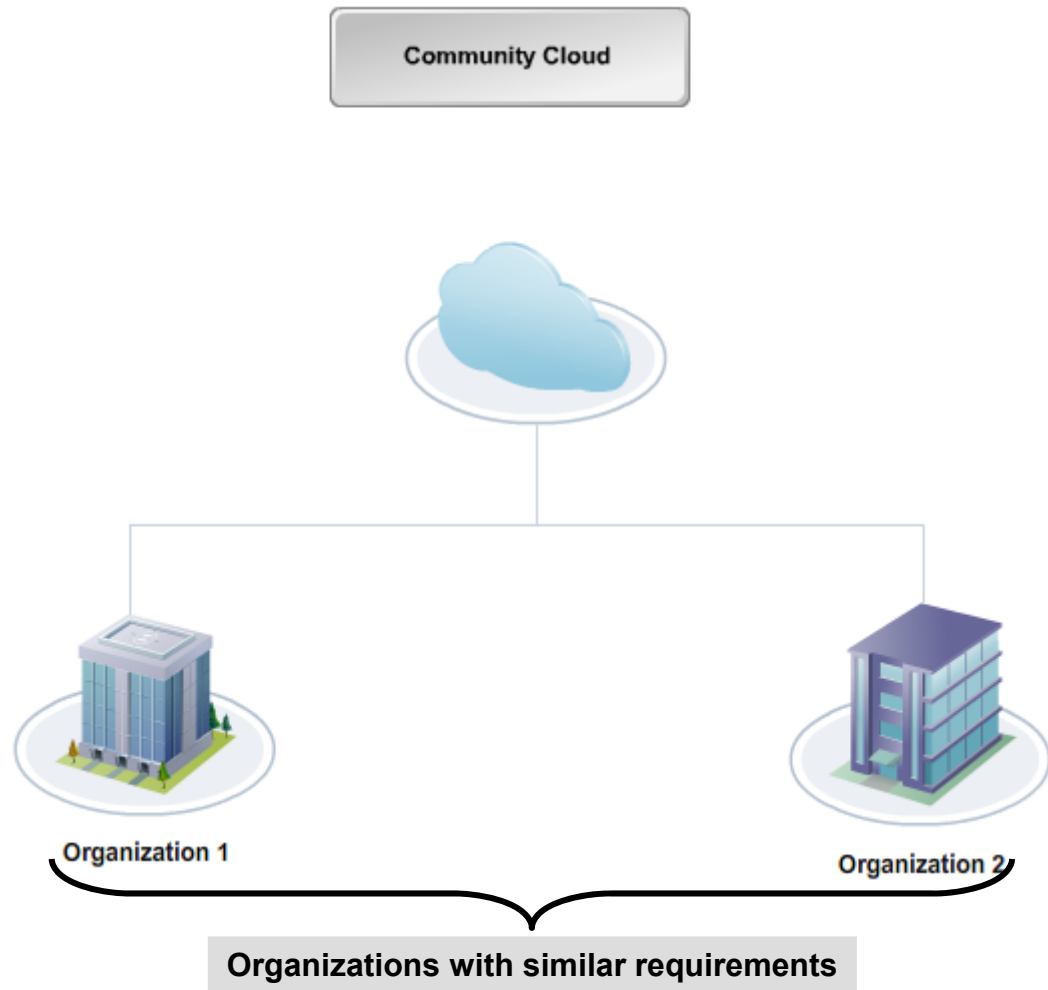 Community Cloud
Organization 1
Organization 2
Organizations with similar requirements